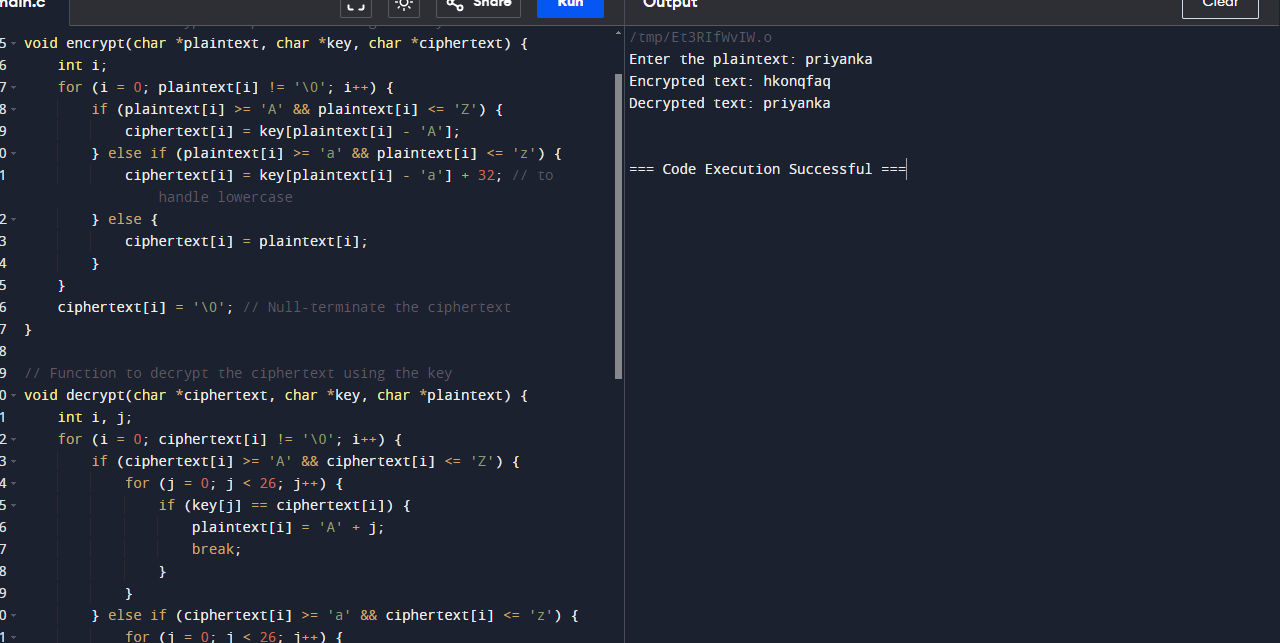 main.c
Share
Run
Output
Clear
5 void encrypt(char *plaintext, char *key, char *ciphertext) {
6 int i;
7 for (i = 0; plaintext[i] != '\0'; i++) {
8 if (plaintext[i] >= 'A' && plaintext[i] <= 'Z') {
9 ciphertext[i] = key[plaintext[i] - 'A'];
0 } else if (plaintext[i] >= 'a' && plaintext[i] <= 'z') {
1 ciphertext[i] = key[plaintext[i] - 'a'] + 32; // to
handle lowercase
2 } else {
3 ciphertext[i] = plaintext[i];
4 }
5 }
6 ciphertext[i] = '\0'; // Null-terminate the ciphertext
7 }
8
9 // Function to decrypt the ciphertext using the key
0 void decrypt(char *ciphertext, char *key, char *plaintext) {
1 int i, j;
2 for (i = 0; ciphertext[i] != '\0'; i++) {
3 if (ciphertext[i] >= 'A' && ciphertext[i] <= 'Z') {
4 for (j = 0; j < 26; j++) {
5 if (key[j] == ciphertext[i]) {
6 plaintext[i] = 'A' + j;
7 break;
8 }
9 }
0 } else if (ciphertext[i] >= 'a' && ciphertext[i] <= 'z') {
1 for (j = 0; j < 26; j++) {
/tmp/Et3RIfWvIW.o
Enter the plaintext: priyanka
Encrypted text: hkonqfaq
Decrypted text: priyanka
=== Code Execution Successful ===